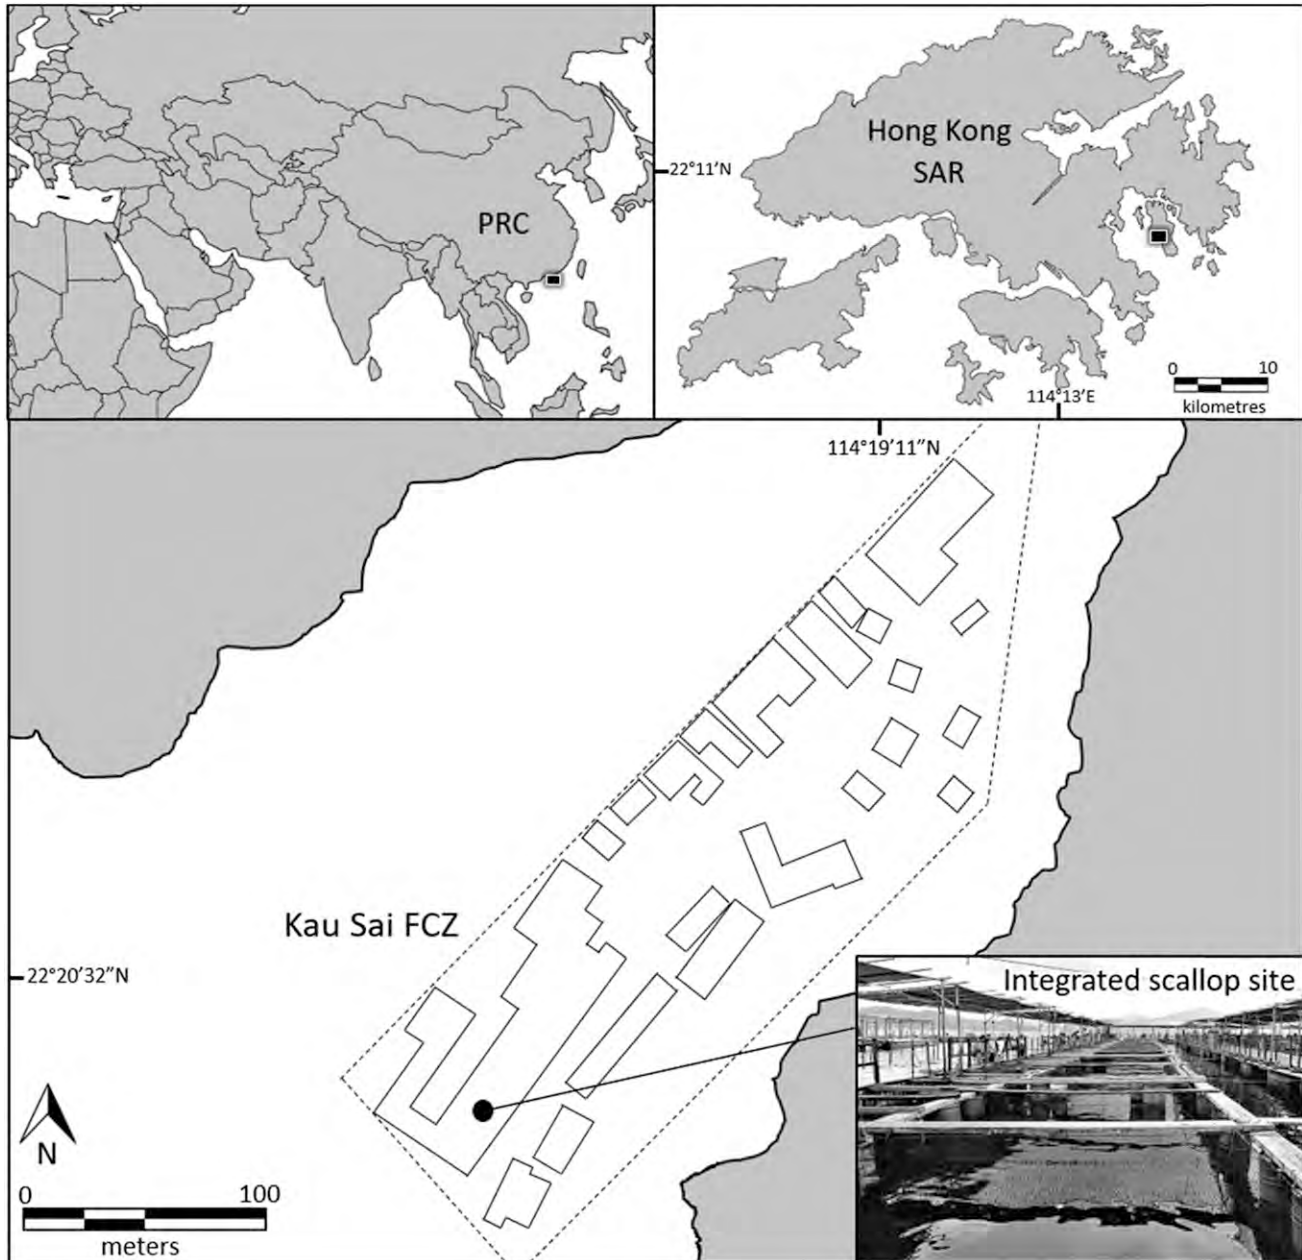 PRC
Hong Kong
SAR
22°11’N
0 10
kilometres
114°13’E
114°19’11”N
Kau Sai FCZ
22°20’32”N
Integrated scallop site
N
0 100
meters